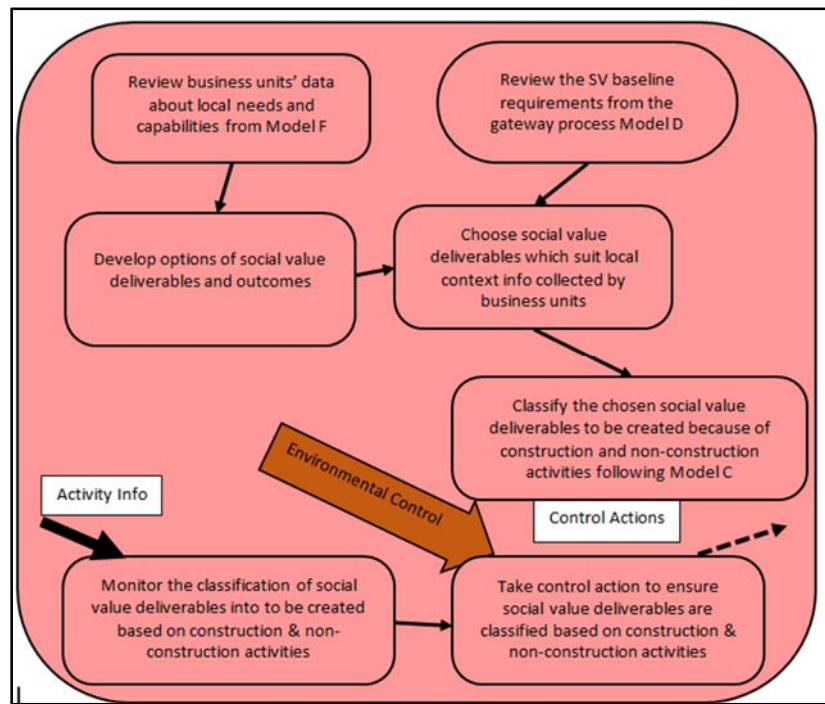 Review business units’ data
about local needs and
capabilities from Model F
Review the SV baseline
requirements from the
gateway process Model D
Develop options of social value
deliverables and outcomes
Choose social value
deliverables which suit local
context info collected by
business units
Classify the chosen social value
deliverables to be created because of
construction and non-construction
activities following Model C
Environmental Control
Activity Info
Control Actions
Monitor the classification of social
value deliverables into to be created
based on construction & non-
construction activities
Take control action to ensure
social value deliverables are
classified based on construction &
non-construction activities